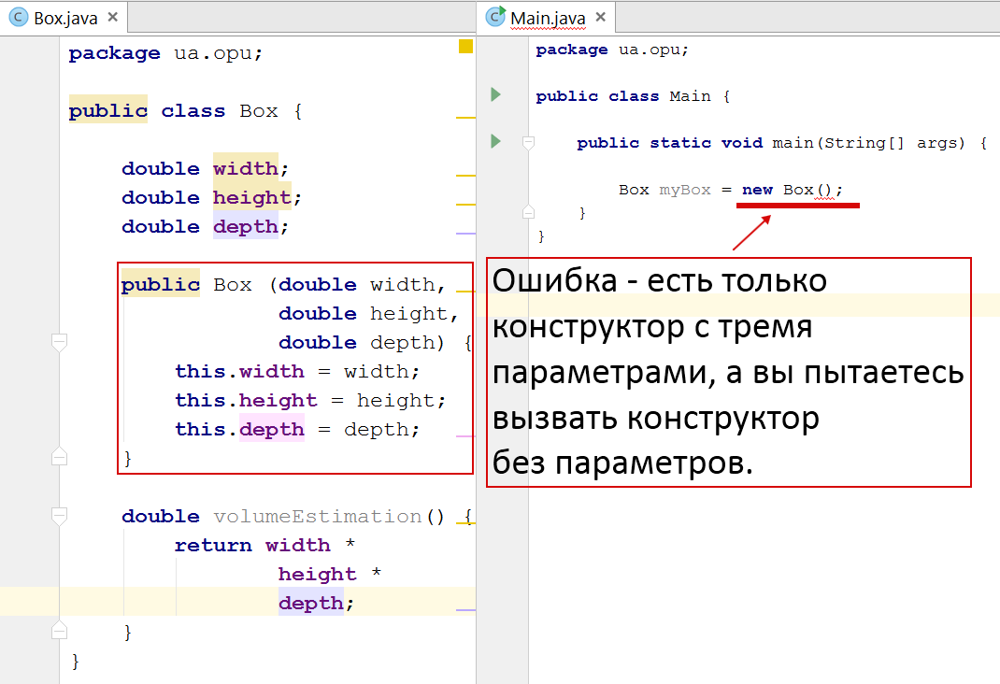 Box.java
package ua.opu;
public class Box {
double width;
double height;
double depth;
public Box (double width,
double height,
double depth) {
this.width = width;
this.height = height;
this.depth = depth;
}
double volumeEstimation() {
return width *
height *
depth;
}
}
Main.java
package ua.opu;
public class Main {
public static void main(String[] args) {
Box myBox = new Box();
}
}
Ошибка - есть только
конструктор с тремя
параметрами, а вы пытаетесь
вызвать конструктор
без параметров.